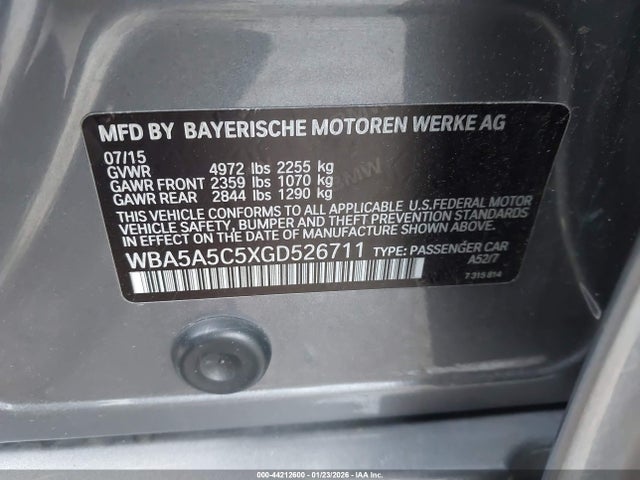 MFD BY BAYERISCHE MOTOREN WERKE AG
07/15
GVWR 4972 lbs 2255 kg
GAWR FRONT 2359 lbs 1070 kg
GAWR REAR 2844 lbs 1290 kg
THIS VEHICLE CONFORMS TO ALL APPLICABLE U.S.FEDERAL MOTOR
VEHICLE SAFETY, BUMPER AND THEFT PREVENTION STANDARDS
IN EFFECT ON THE DATE OF MANUFACTURE SHOWN ABOVE.
WBA5A5C5XGD526711 TYPE: PASSENGER CAR
A52/7
7 315 814
BMW
000-44212600 - 01/23/2026 - IAA Inc.